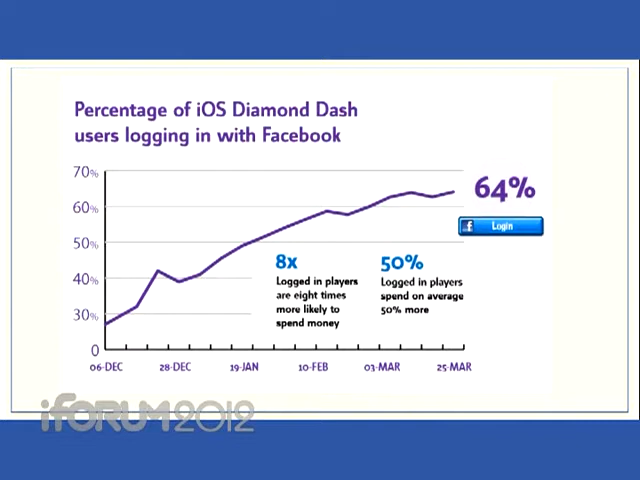 Percentage of iOS Diamond Dash
users logging in with Facebook
70%
60%
50%
40%
30%
0
06-DEC
28-DEC
19-JAN
10-FEB
03-MAR
25-MAR
64%
f Login
8x
Logged in players
are eight times
more likely to
spend money
50%
Logged in players
spend on average
50% more
iFORUM2012